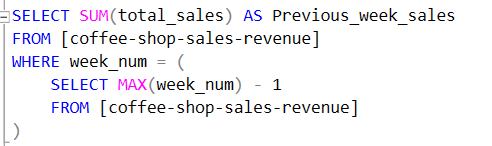 SELECT SUM(total_sales) AS Previous_week_sales
FROM [coffee-shop-sales-revenue]
WHERE week_num = (
    SELECT MAX(week_num) - 1
    FROM [coffee-shop-sales-revenue]
)